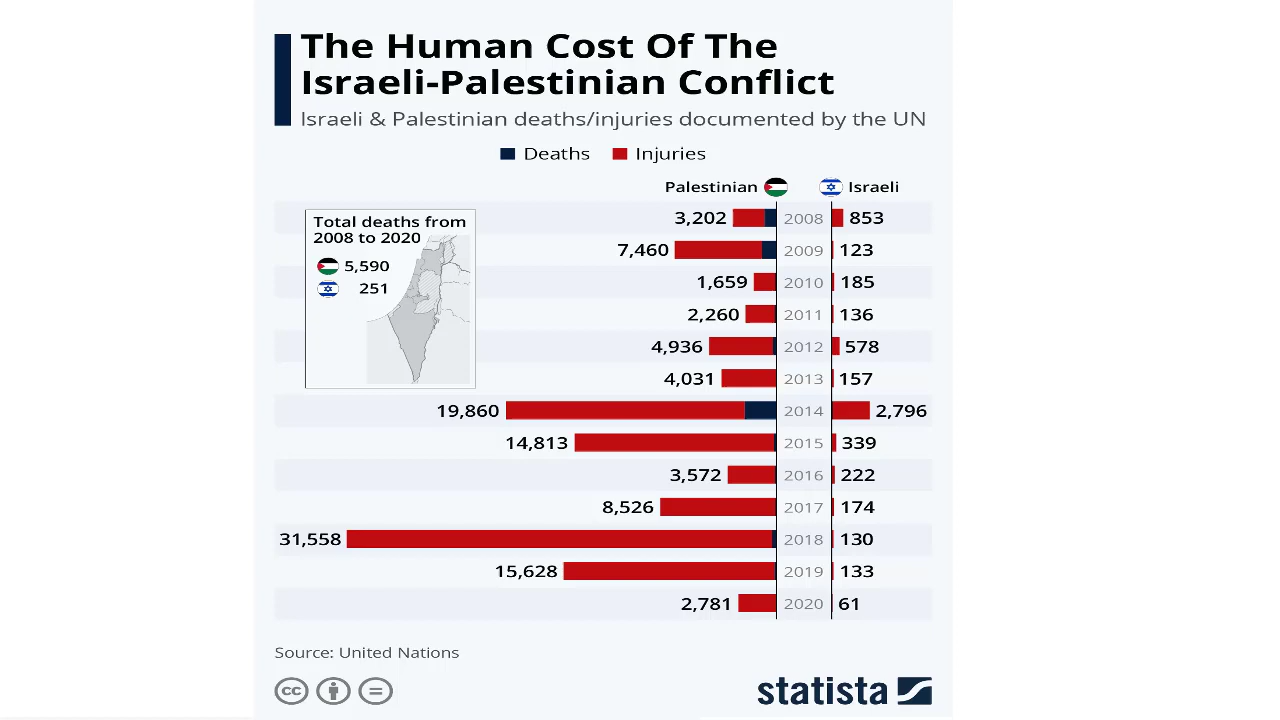 The Human Cost Of The
Israeli-Palestinian Conflict
Israeli & Palestinian deaths/injuries documented by the UN
Deaths Injuries
Palestinian Israeli
Total deaths from
2008 to 2020
5,590
251
3,202 2008 853
7,460 2009 123
1,659 2010 185
2,260 2011 136
4,936 2012 578
4,031 2013 157
19,860 2014 2,796
14,813 2015 339
3,572 2016 222
8,526 2017 174
31,558 2018 130
15,628 2019 133
2,781 2020 61
Source: United Nations
cc =
statista